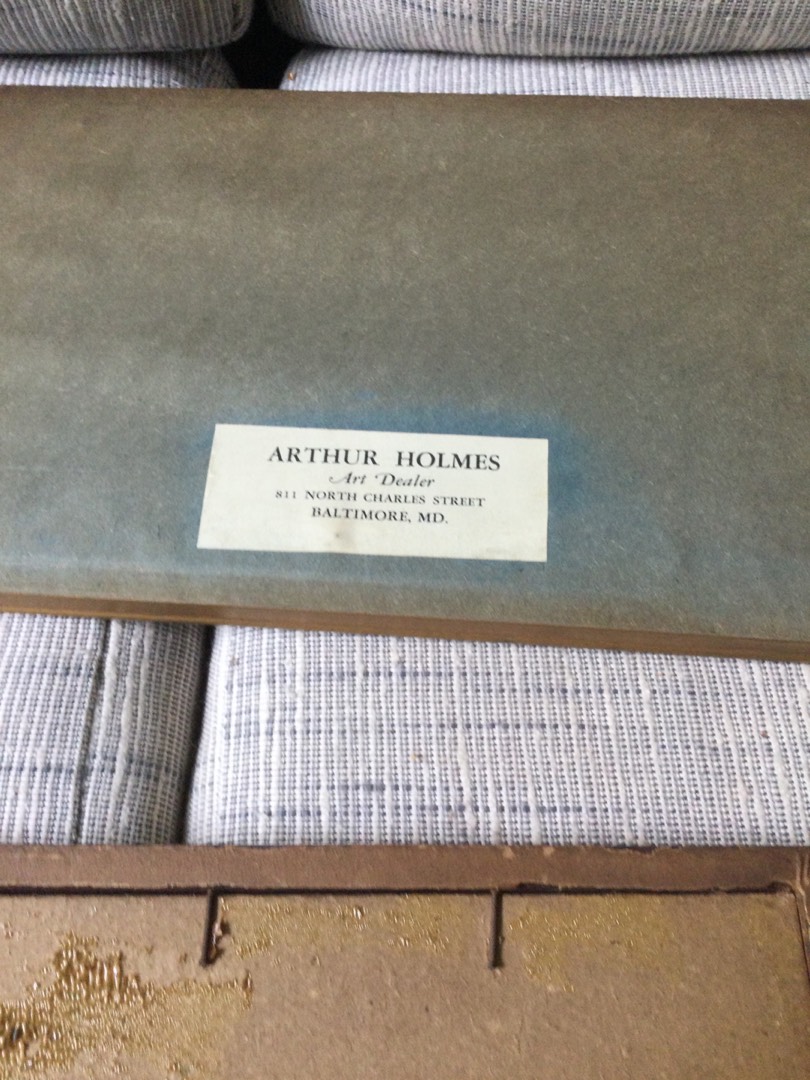 ARTHUR HOLMES
Art Dealer
811 NORTH CHARLES STREET
BALTIMORE, MD.